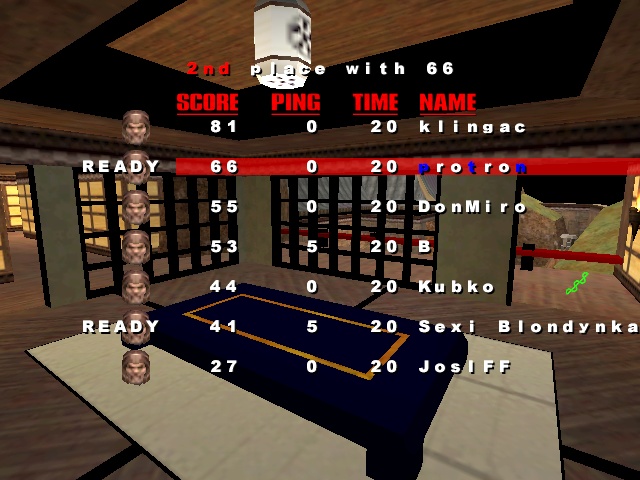 2nd place with 66
SCORE PING TIME NAME
81 0 20 klingac
READY 66 0 20 protron
55 0 20 DonMiro
53 5 20 B
44 0 20 Kubko
READY 41 5 20 Sexi Blondynka
27 0 20 JosIFF